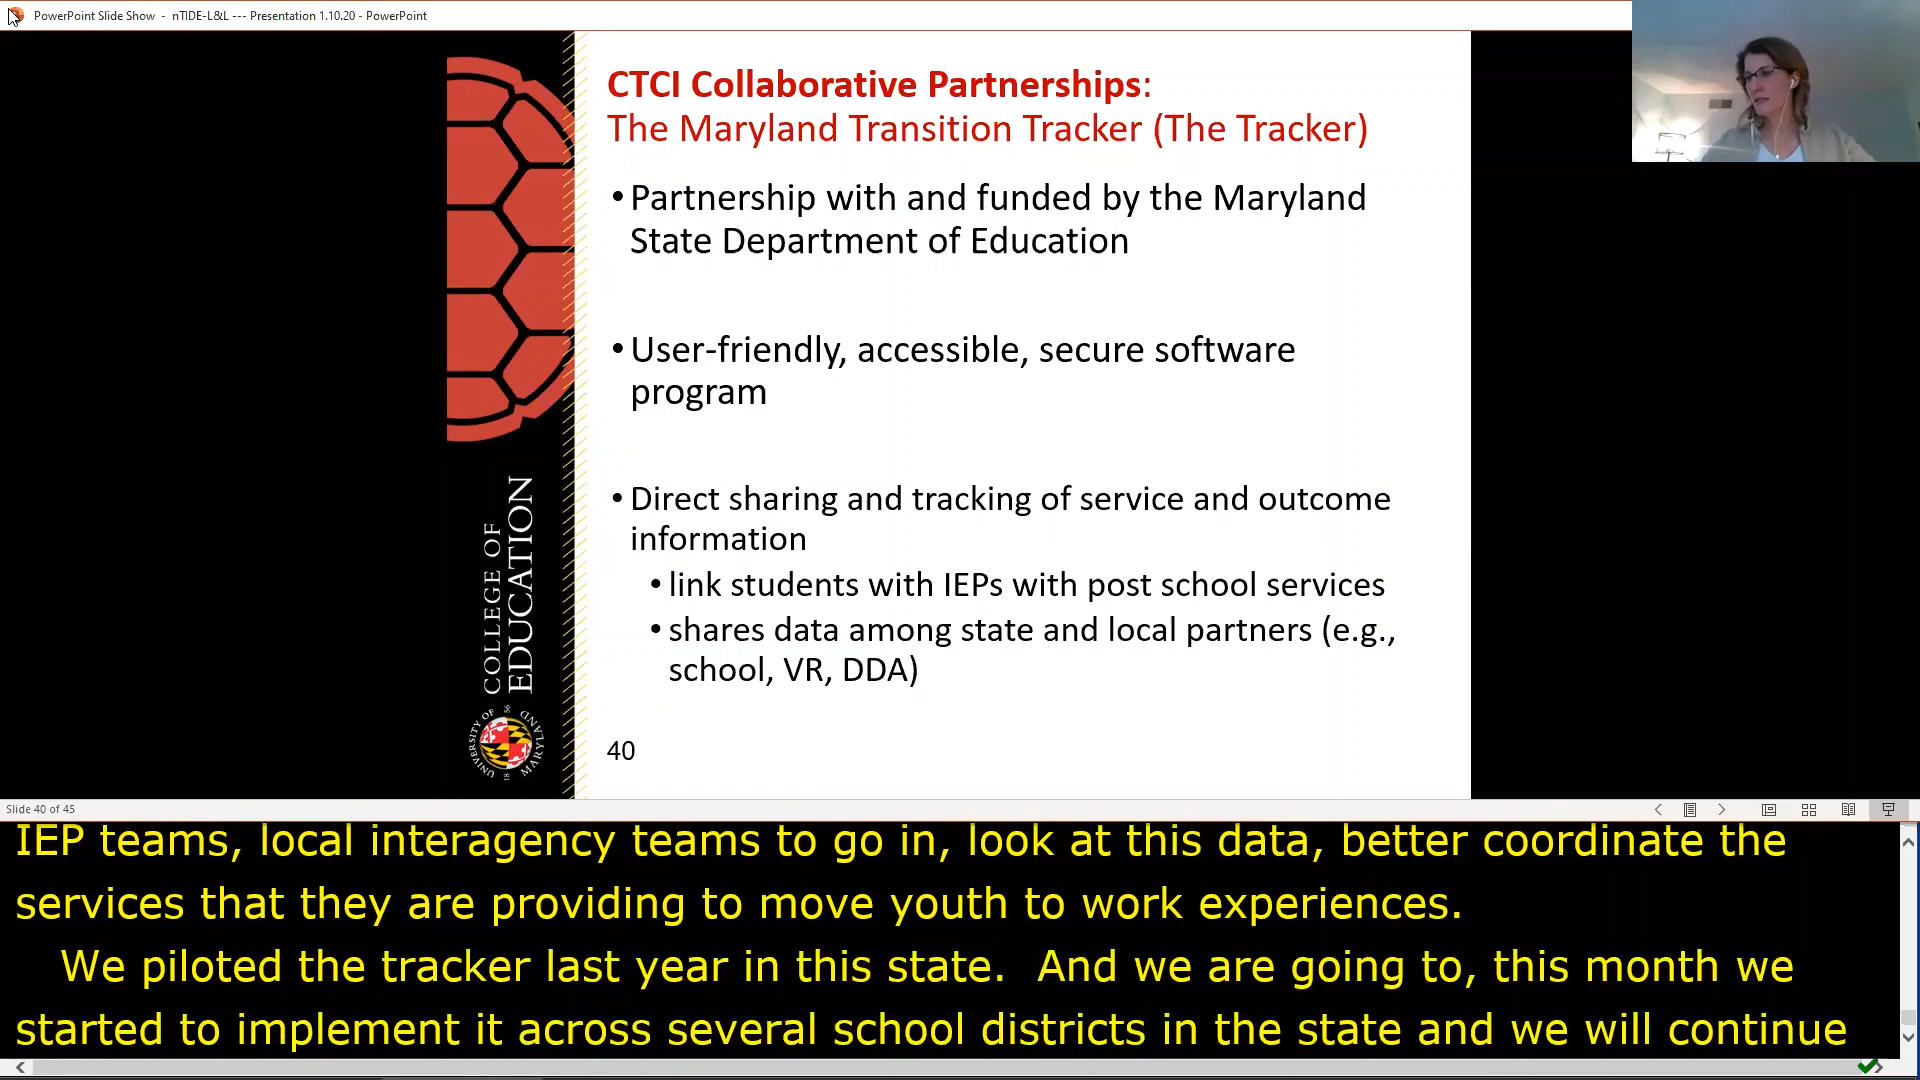 PowerPoint Slide Show - nTIDE-L&L --- Presentation 1.10.20 - PowerPoint
CTCI Collaborative Partnerships:
The Maryland Transition Tracker (The Tracker)
•Partnership with and funded by the Maryland
State Department of Education
•User-friendly, accessible, secure software
program
•Direct sharing and tracking of service and outcome
information
•link students with IEPs with post school services
•shares data among state and local partners (e.g.,
school, VR, DDA)
40
COLLEGE OF
EDUCATION
UNIVERSITY OF
MARYLAND
18 56
Slide 40 of 45
IEP teams, local interagency teams to go in, look at this data, better coordinate the
services that they are providing to move youth to work experiences.
We piloted the tracker last year in this state. And we are going to, this month we
started to implement it across several school districts in the state and we will continue